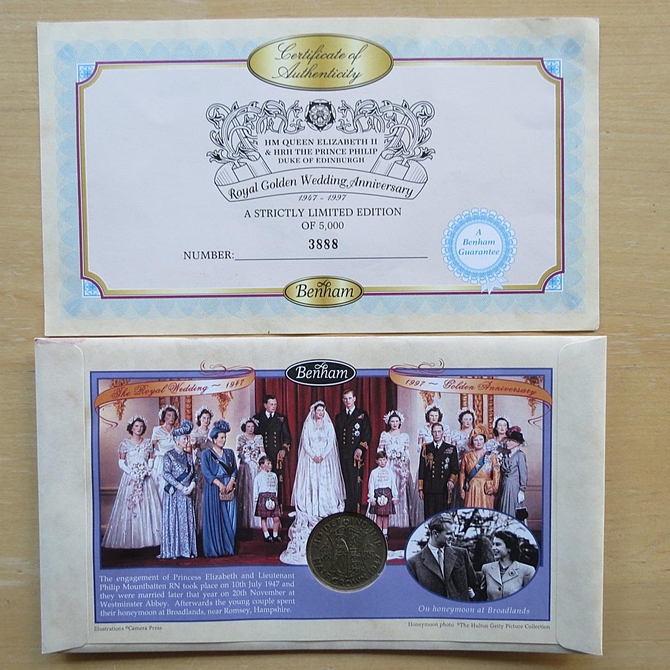 Certificate of
Authenticity
HM QUEEN ELIZABETH II
& HRH THE PRINCE PHILIP
DUKE OF EDINBURGH
Royal Golden Wedding Anniversary
1947 - 1997
A STRICTLY LIMITED EDITION
OF 5,000
3888
NUMBER:
A
Benham
Guarantee
Benham
Benham
The Royal Wedding ~ 1947
1997 ~ Golden Anniversary
The engagement of Princess Elizabeth and Lieutenant
Philip Mountbatten RN took place on 10th July 1947 and
they were married later that year on 20th November at
Westminster Abbey. Afterwards the young couple spent
their honeymoon at Broadlands, near Romsey, Hampshire.
On honeymoon at Broadlands
Illustrations *Camera Press
Honeymoon photo *The Hulton Getty Picture Collection